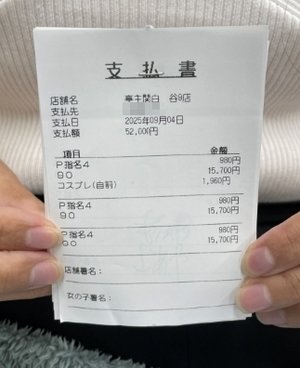 支払書
店舗名 亭主関白 谷9店
支払先
支払日 2025年09月04日
支払額 52,000円
項目 金額
P指名4 980円
90 15,700円
コスプレ(自前) 1,960円
P指名4 980円
90 15,700円
P指名4 980円
90 15,700円
店舗署名:
女の子署名: